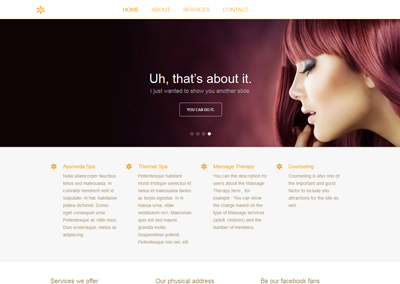 HOME ABOUT SERVICES CONTACT
Uh, that's about it.
I just wanted to show you another slide.
YOU CAN DO IT.
Ayurveda Spa
Nulla ullamcorper faucibus
tellus sed malesuada. In
convallis hendrerit velit id
vulputate. In hac habitasse
platea dictumst. Donec
eget consequat urna.
Pellentesque ac nibh risus.
Duis scelerisque, metus ac
adipiscing
Thermal Spa
Pellentesque habitant
morbi tristique senectus et
netus et malesuada fames
ac turpis egestas. In in
massa urna, vitae
vestibulum orci. Maecenas
quis est sed mauris
gravida mollis.
Suspendisse potenti.
Pellentesque nisi nec elit
Massage Therapy
You can the description for
users about the Massage
Therapy here , for
example : You can show
the charge based on the
type of Massage services
(adult, children) and the
number of members.
Counseling
Counseling is also one of
the important and good
factor to include into
attractions for the site as
well
Services we offer
Our physical address
Be our facebook fans